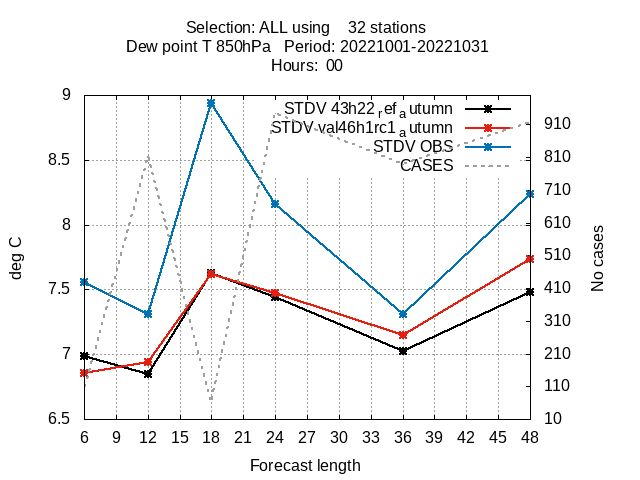 Selection: ALL using 32 stations
Dew point T 850hPa Period: 20221001-20221031
Hours: 00
STDV 43h22ref autumn
STDV val46h1rc1autumn
STDV OBS
CASES
9
8.5
8
7.5
7
6.5
deg C
910
810
710
610
510
410
310
210
110
10
No cases
6 9 12 15 18 21 24 27 30 33 36 39 42 45 48
Forecast length